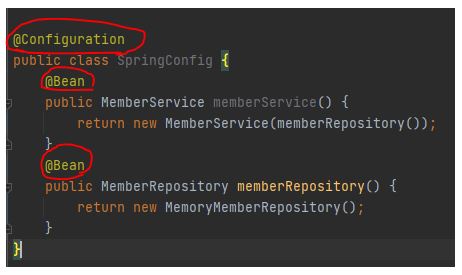 @Configuration
public class SpringConfig {
@Bean
public MemberService memberService() {
return new MemberService(memberRepository());
}
@Bean
public MemberRepository memberRepository() {
return new MemoryMemberRepository();
}
}